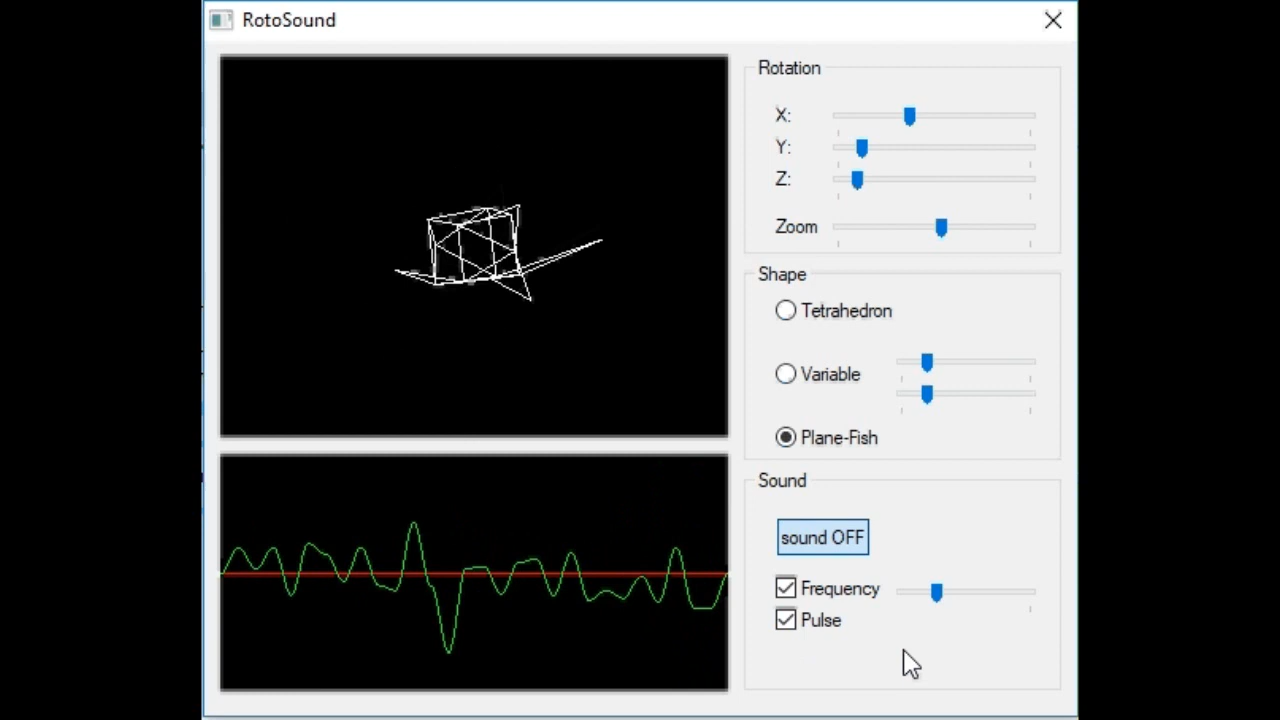 RotoSound
Rotation
X:
Y:
Z:
Zoom
Shape
Tetrahedron
Variable
Plane-Fish
Sound
sound OFF
Frequency
Pulse